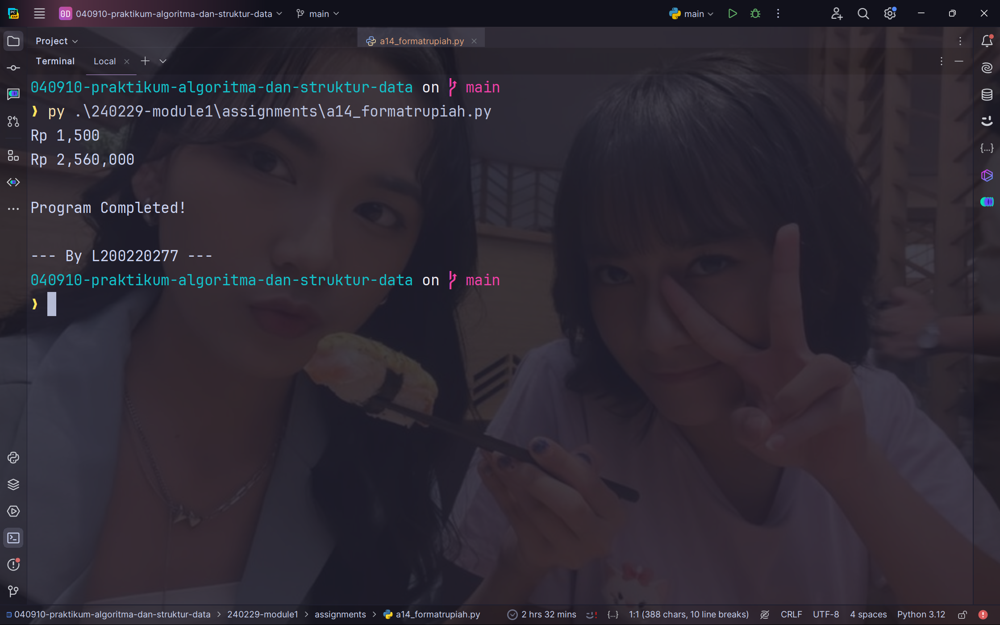 PC EAP 0D 040910-praktikum-algoritma-dan-struktur-data main main
Project a14_formatrupiah.py
Terminal Local
040910-praktikum-algoritma-dan-struktur-data on main
❱ py .\240229-module1\assignments\a14_formatrupiah.py
Rp 1,500
Rp 2,560,000
Program Completed!
--- By L200220277 ---
040910-praktikum-algoritma-dan-struktur-data on main
❱
040910-praktikum-algoritma-dan-struktur-data > 240229-module1 > assignments > a14_formatrupiah.py 2 hrs 32 mins {...} 1:1 (388 chars, 10 line breaks) CRLF UTF-8 4 spaces Python 3.12